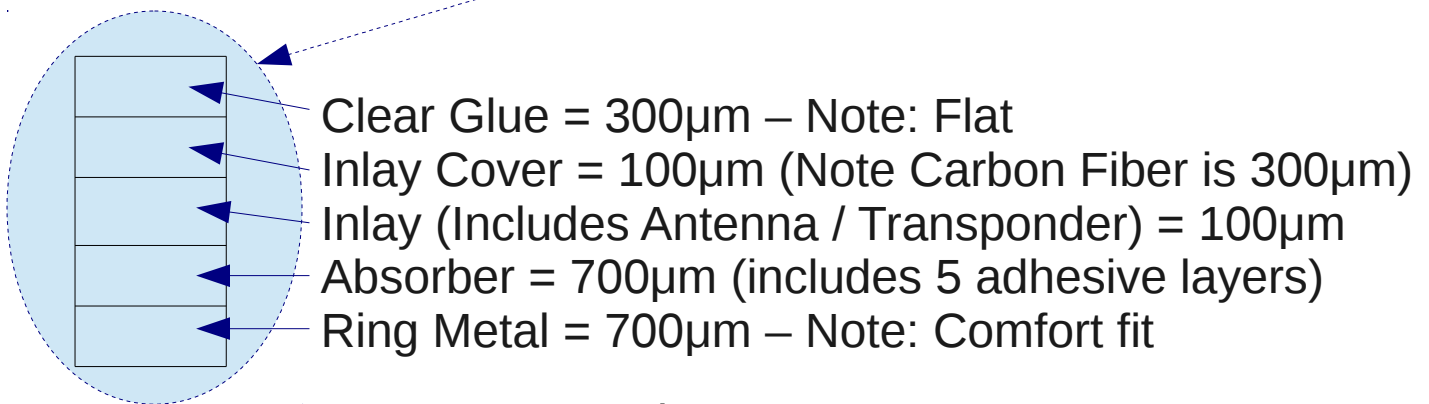 Clear Glue = 300μm – Note: Flat
Inlay Cover = 100μm (Note Carbon Fiber is 300μm)
Inlay (Includes Antenna / Transponder) = 100μm
Absorber = 700μm (includes 5 adhesive layers)
Ring Metal = 700μm – Note: Comfort fit